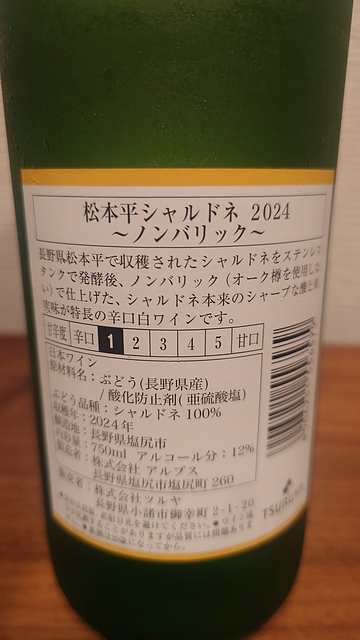 松本平シャルドネ 2024
～ノンバリック～
長野県松本平で収穫されたシャルドネをステンレス
タンクで発酵後、ノンバリック（オーク樽を使用しな
い）で仕上げた、シャルドネ本来のシャープな酸と果
実味が特長の辛口白ワインです。
甘辛度 辛口 1 2 3 4 5 甘口
日本ワイン
原材料名：ぶどう(長野県産)
/酸化防止剤(亜硫酸塩)
ぶどう品種：シャルドネ 100%
収穫年：2024年
醸造地：長野県塩尻市
内容量：750ml アルコール分：12%
製造者：株式会社 アルプス
長野県塩尻市塩尻町 260
販売者：株式会社ツルヤ
長野県小諸市御幸町 2-1-20
TSURUYA